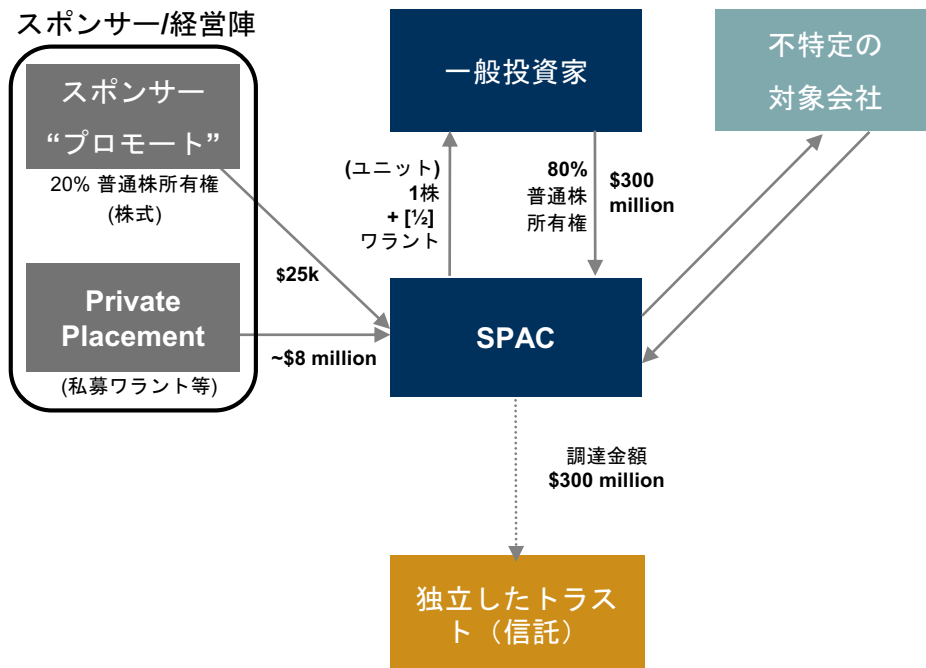 スポンサー/経営陣
スポンサー
“プロモート”
20% 普通株所有権
(株式)
$25k
Private
Placement
~$8 million
(私募ワラント等)
一般投資家
(ユニット)
1株
+ [½]
ワラント
80%
普通株
所有権
$300
million
不特定の
対象会社
SPAC
調達金額
$300 million
独立したトラス
ト（信託）